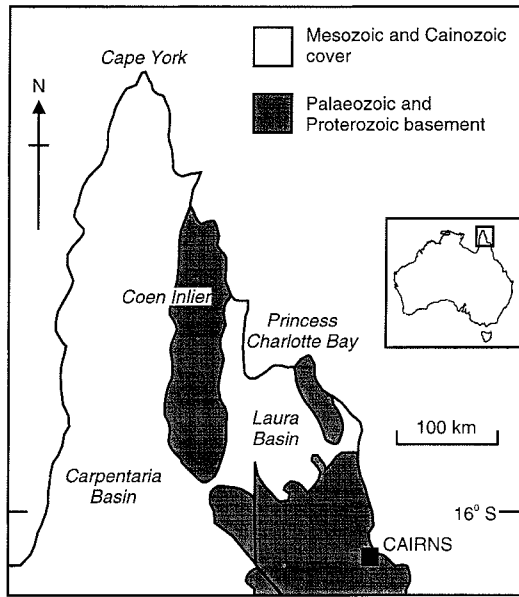 Cape York
Mesozoic and Cainozoic
cover
N
Palaeozoic and
Proterozoic basement
Coen Inlier
Princess
Charlotte Bay
Laura
Basin
100 km
Carpentaria
Basin
16° S
CAIRNS